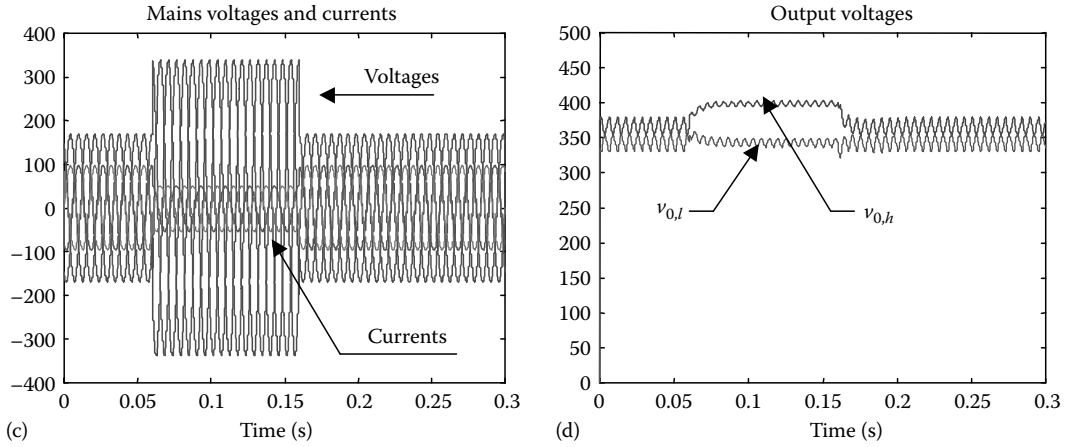 Mains voltages and currents
400
300
200
100
0
−100
−200
−300
−400
Voltages
Currents
0 0.05 0.1 0.15 0.2 0.25 0.3
Time (s)
(c)
Output voltages
500
450
400
350
300
250
200
150
100
50
0
v0,l
v0,h
0 0.05 0.1 0.15 0.2 0.25 0.3
Time (s)
(d)